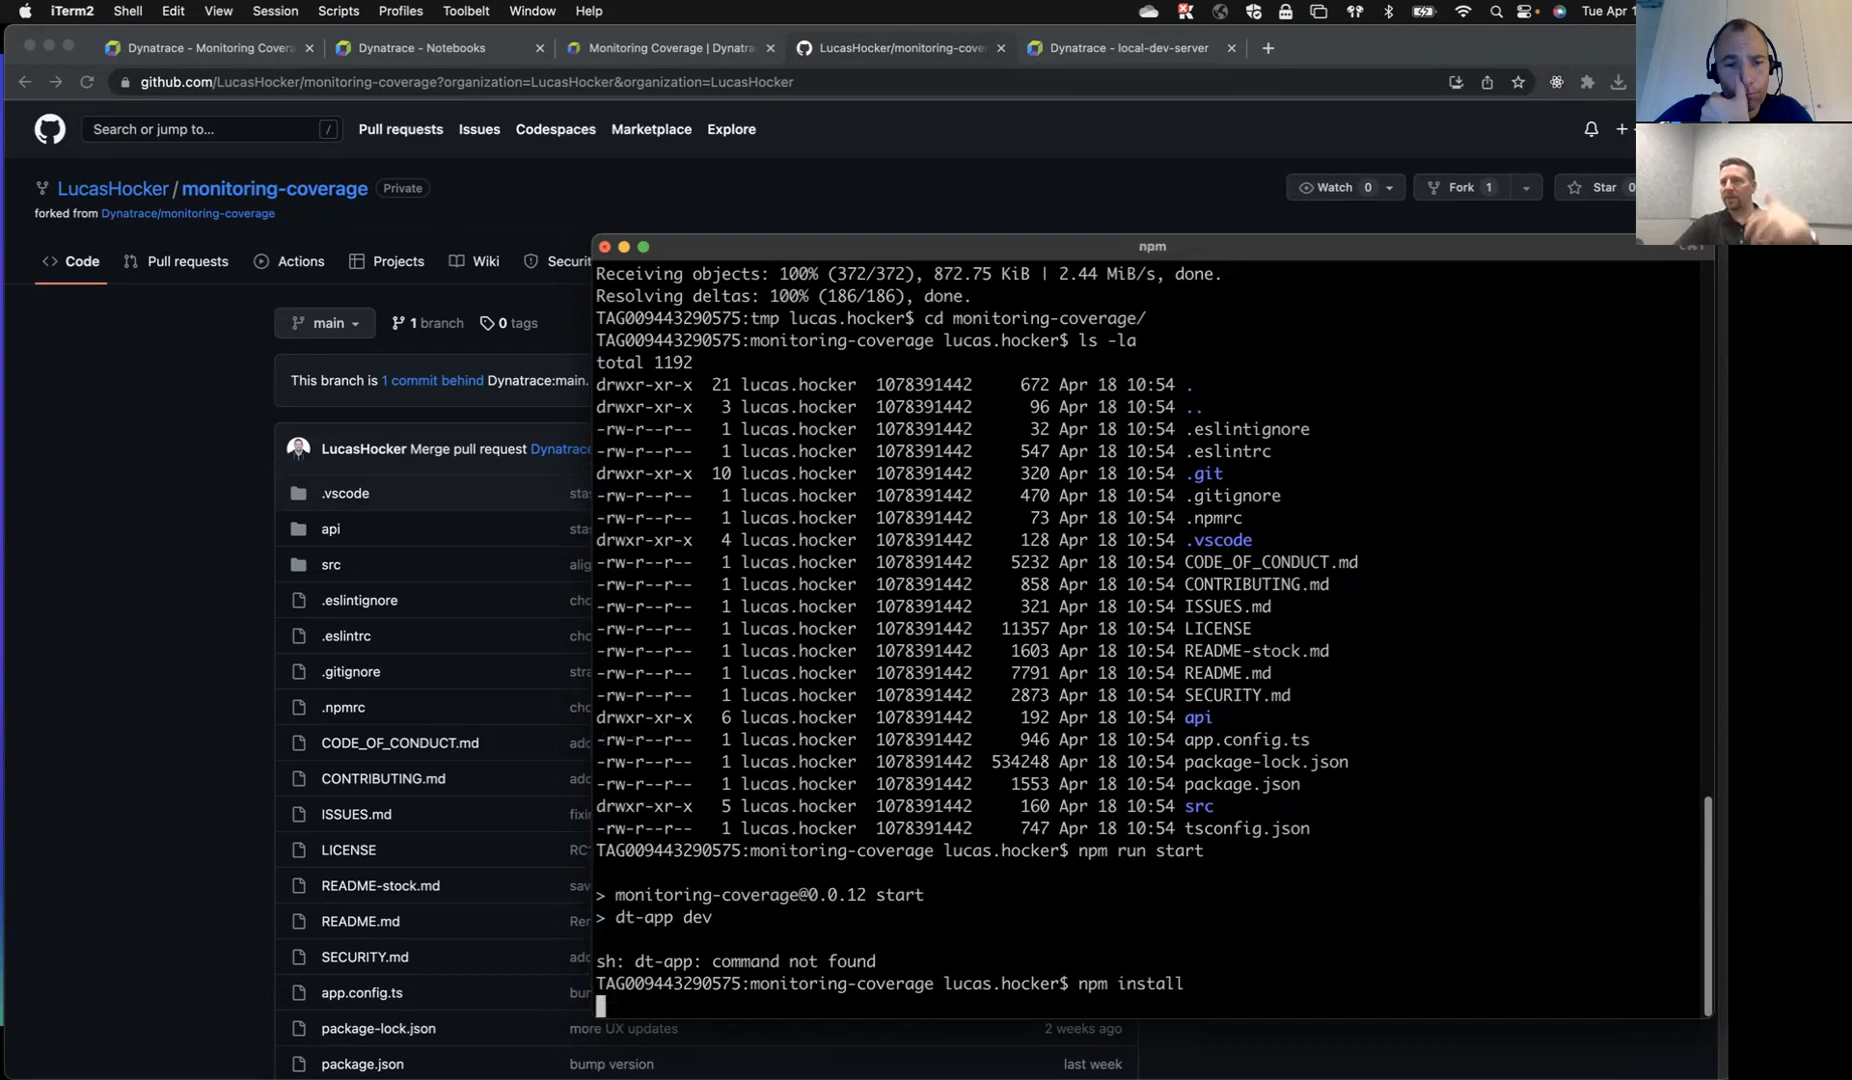 iTerm2 Shell Edit View Session Scripts Profiles Toolbelt Window Help Tue Apr 1
Dynatrace - Monitoring Covera
Dynatrace - Notebooks
Monitoring Coverage | Dynatra
LucasHocker/monitoring-cove
Dynatrace - local-dev-server
github.com/LucasHocker/monitoring-coverage?organization=LucasHocker&organization=LucasHocker
Search or jump to... / Pull requests Issues Codespaces Marketplace Explore
LucasHocker / monitoring-coverage Private
Watch 0 Fork 1 Star 0
forked from Dynatrace/monitoring-coverage
Code Pull requests Actions Projects Wiki Securit
main 1 branch 0 tags
This branch is 1 commit behind Dynatrace:main.
LucasHocker Merge pull request Dynatrace
.vscode sta
api sta
src alig
.eslintignore cho
.eslintrc cho
.gitignore stra
.npmrc cho
CODE_OF_CONDUCT.md add
CONTRIBUTING.md add
ISSUES.md fixin
LICENSE RC
README-stock.md sav
README.md Ren
SECURITY.md add
app.config.ts bum
package-lock.json more UX updates 2 weeks ago
package.json bump version last week
npm
Receiving objects: 100% (372/372), 872.75 KiB | 2.44 MiB/s, done.
Resolving deltas: 100% (186/186), done.
TAG009443290575:tmp lucas.hocker$ cd monitoring-coverage/
TAG009443290575:monitoring-coverage lucas.hocker$ ls -la
total 1192
drwxr-xr-x 21 lucas.hocker 1078391442 672 Apr 18 10:54 .
drwxr-xr-x 3 lucas.hocker 1078391442 96 Apr 18 10:54 ..
-rw-r--r-- 1 lucas.hocker 1078391442 32 Apr 18 10:54 .eslintignore
-rw-r--r-- 1 lucas.hocker 1078391442 547 Apr 18 10:54 .eslintrc
drwxr-xr-x 10 lucas.hocker 1078391442 320 Apr 18 10:54 .git
-rw-r--r-- 1 lucas.hocker 1078391442 470 Apr 18 10:54 .gitignore
-rw-r--r-- 1 lucas.hocker 1078391442 73 Apr 18 10:54 .npmrc
drwxr-xr-x 4 lucas.hocker 1078391442 128 Apr 18 10:54 .vscode
-rw-r--r-- 1 lucas.hocker 1078391442 5232 Apr 18 10:54 CODE_OF_CONDUCT.md
-rw-r--r-- 1 lucas.hocker 1078391442 858 Apr 18 10:54 CONTRIBUTING.md
-rw-r--r-- 1 lucas.hocker 1078391442 321 Apr 18 10:54 ISSUES.md
-rw-r--r-- 1 lucas.hocker 1078391442 11357 Apr 18 10:54 LICENSE
-rw-r--r-- 1 lucas.hocker 1078391442 1603 Apr 18 10:54 README-stock.md
-rw-r--r-- 1 lucas.hocker 1078391442 7791 Apr 18 10:54 README.md
-rw-r--r-- 1 lucas.hocker 1078391442 2873 Apr 18 10:54 SECURITY.md
drwxr-xr-x 6 lucas.hocker 1078391442 192 Apr 18 10:54 api
-rw-r--r-- 1 lucas.hocker 1078391442 946 Apr 18 10:54 app.config.ts
-rw-r--r-- 1 lucas.hocker 1078391442 534248 Apr 18 10:54 package-lock.json
-rw-r--r-- 1 lucas.hocker 1078391442 1553 Apr 18 10:54 package.json
drwxr-xr-x 5 lucas.hocker 1078391442 160 Apr 18 10:54 src
-rw-r--r-- 1 lucas.hocker 1078391442 747 Apr 18 10:54 tsconfig.json
TAG009443290575:monitoring-coverage lucas.hocker$ npm run start
> monitoring-coverage@0.0.12 start
> dt-app dev
sh: dt-app: command not found
TAG009443290575:monitoring-coverage lucas.hocker$ npm install